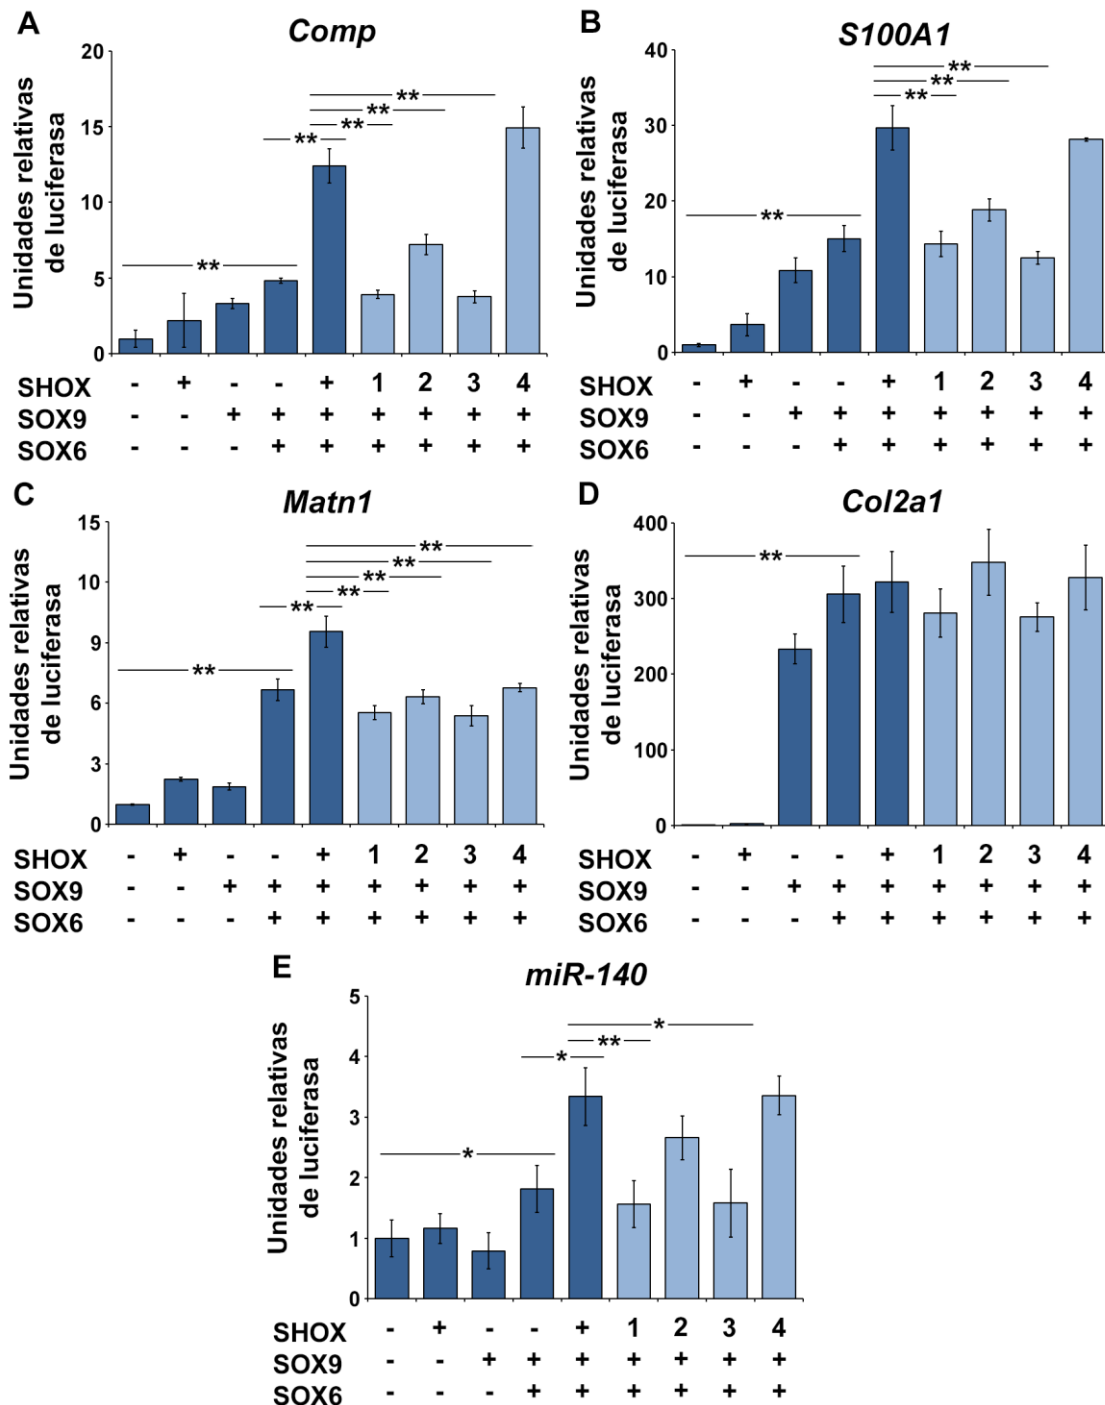 A
Comp
Unidades relativas
de luciferasa
20
15
10
5
0
**
**
**
**
**
SHOX - + - - + 1 2 3 4
SOX9 - - + + + + + + +
SOX6 - - - + + + + + +
B
S100A1
Unidades relativas
de luciferasa
40
30
20
10
0
**
**
**
**
SHOX - + - - + 1 2 3 4
SOX9 - - + + + + + + +
SOX6 - - - + + + + + +
C
Matn1
Unidades relativas
de luciferasa
15
10
9
6
3
0
**
**
**
**
**
**
SHOX - + - - + 1 2 3 4
SOX9 - - + + + + + + +
SOX6 - - - + + + + + +
D
Col2a1
Unidades relativas
de luciferasa
400
300
200
100
0
**
SHOX - + - - + 1 2 3 4
SOX9 - - + + + + + + +
SOX6 - - - + + + + + +
E
miR-140
Unidades relativas
de luciferasa
5
4
3
2
1
0
*
**
*
*
SHOX - + - - + 1 2 3 4
SOX9 - - + + + + + + +
SOX6 - - - + + + + + +